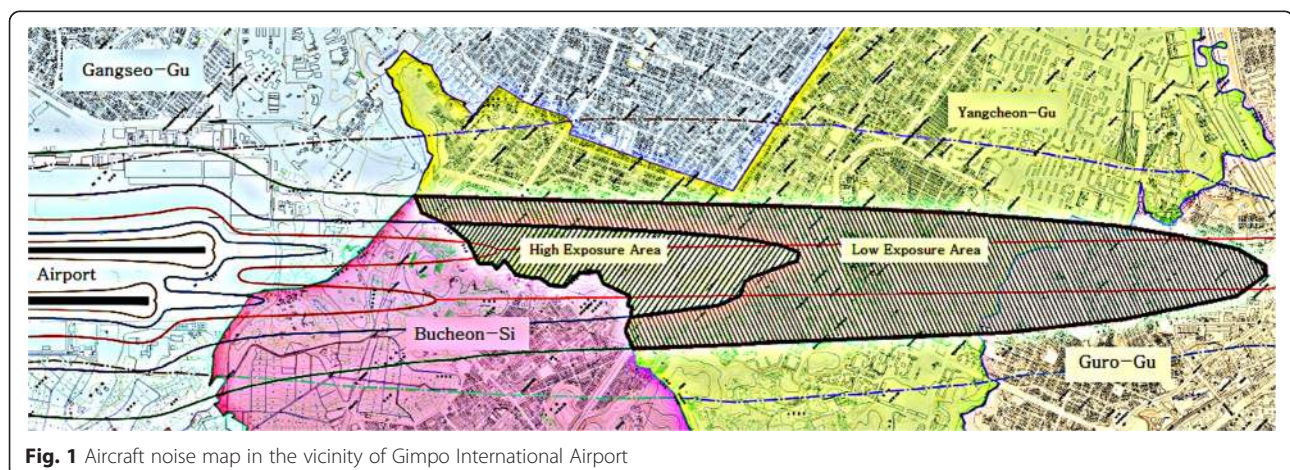 Gangseo-Gu
Yangcheon-Gu
High Exposure Area
Low Exposure Area
Airport
Bucheon-Si
Guro-Gu
Fig. 1 Aircraft noise map in the vicinity of Gimpo International Airport